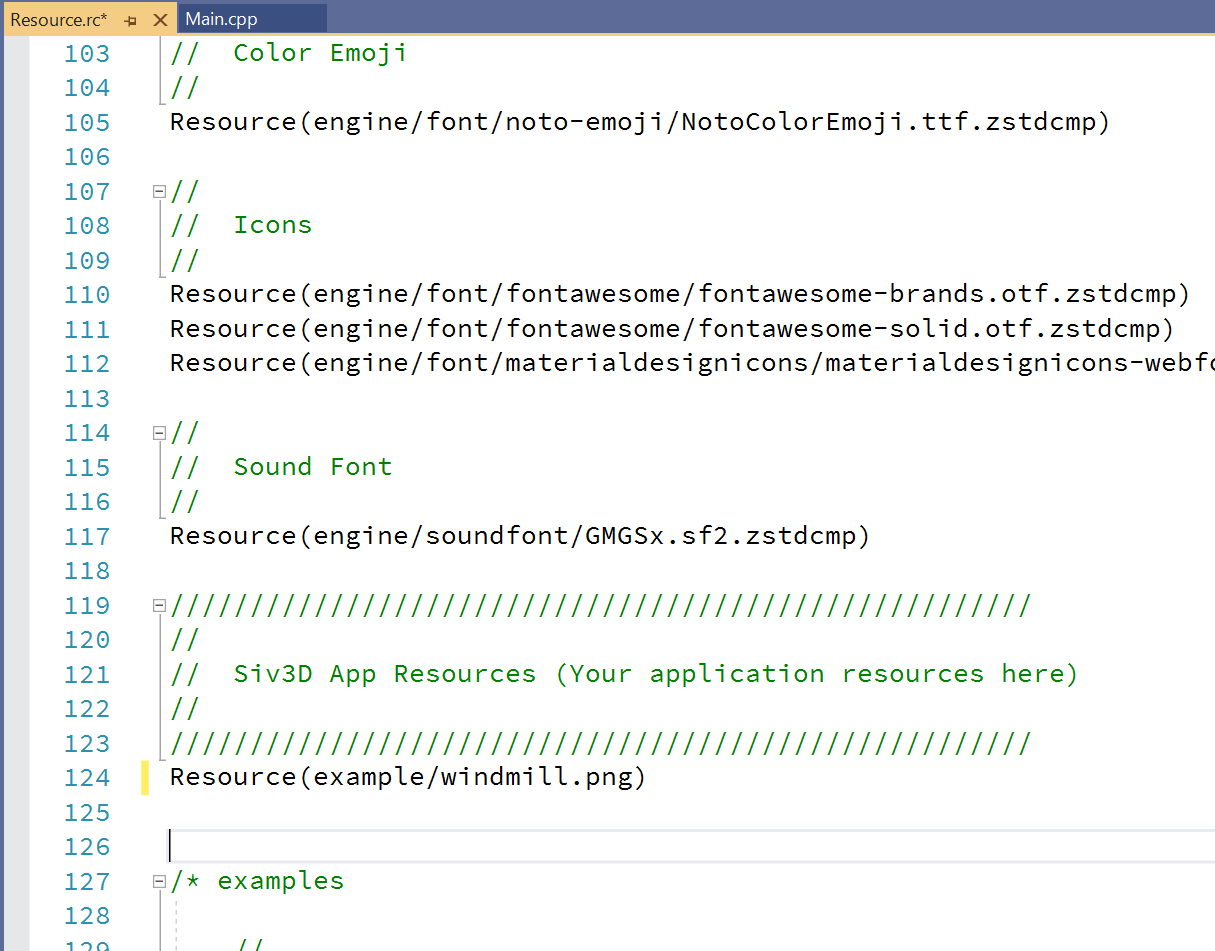 Resource.rc* Main.cpp
103 // Color Emoji
104 //
105 Resource(engine/font/noto-emoji/NotoColorEmoji.ttf.zstdcmp)
106
107 //
108 // Icons
109 //
110 Resource(engine/font/fontawesome/fontawesome-brands.otf.zstdcmp)
111 Resource(engine/font/fontawesome/fontawesome-solid.otf.zstdcmp)
112 Resource(engine/font/materialdesignicons/materialdesignicons-webfo
113
114 //
115 // Sound Font
116 //
117 Resource(engine/soundfont/GMGSx.sf2.zstdcmp)
118
119 //////////////////////////////////////////////////////
120 //
121 // Siv3D App Resources (Your application resources here)
122 //
123 //////////////////////////////////////////////////////
124 Resource(example/windmill.png)
125
126
127 /* examples
128
129 //